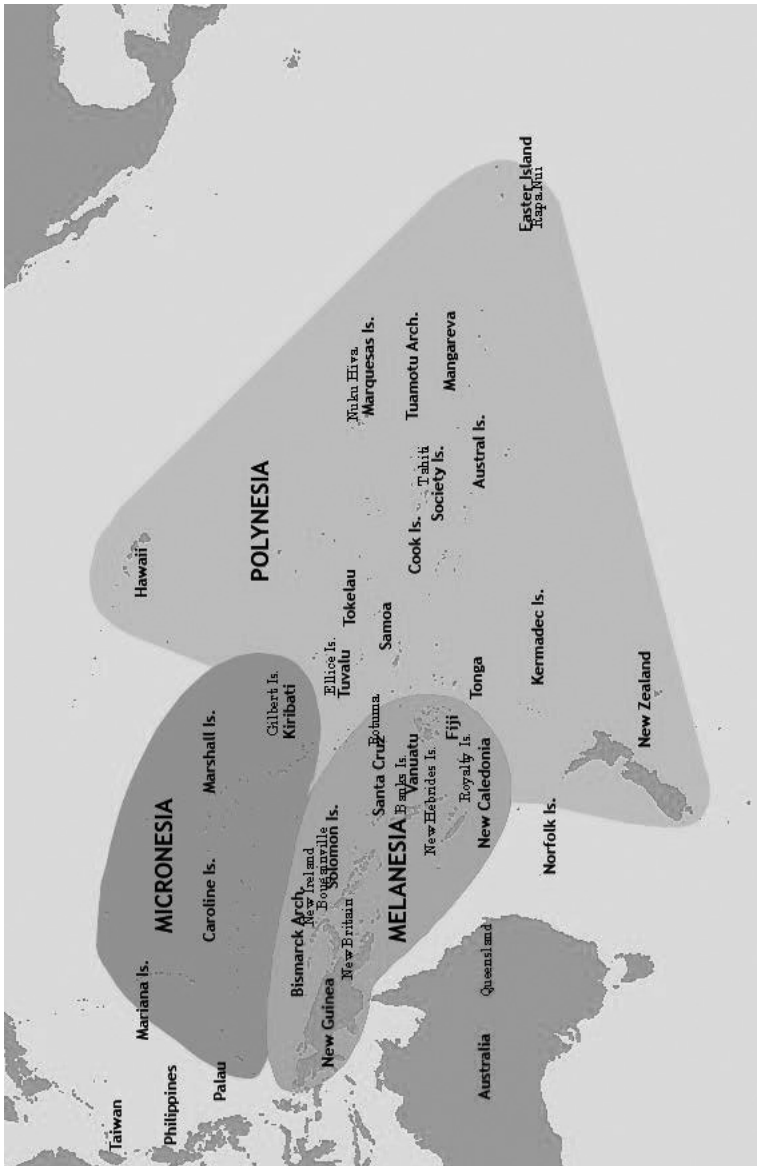 Taiwan
Philippines
Palau
Mariana Is.
MICRONESIA
Caroline Is.
Marshall Is.
Gilbert Is.
Kiribati
Hawaii
POLYNESIA
Ellice Is.
Tuvalu
Tokelau
Samoa
Nuku Hiva
Marquesas Is.
Tuamotu Arch.
Mangareva
Tahiti
Society Is.
Cook Is.
Austral Is.
Easter Island
Rapa Nui
Bismarck Arch.
New Ireland
Bougainville
Solomon Is.
New Guinea
New Britain
MELANESIA
Santa Cruz
Rotuma
Banks Is.
Vanuatu
New Hebrides Is.
Fiji
Royalty Is.
New Caledonia
Tonga
Kermadec Is.
Norfolk Is.
New Zealand
Queensland
Australia